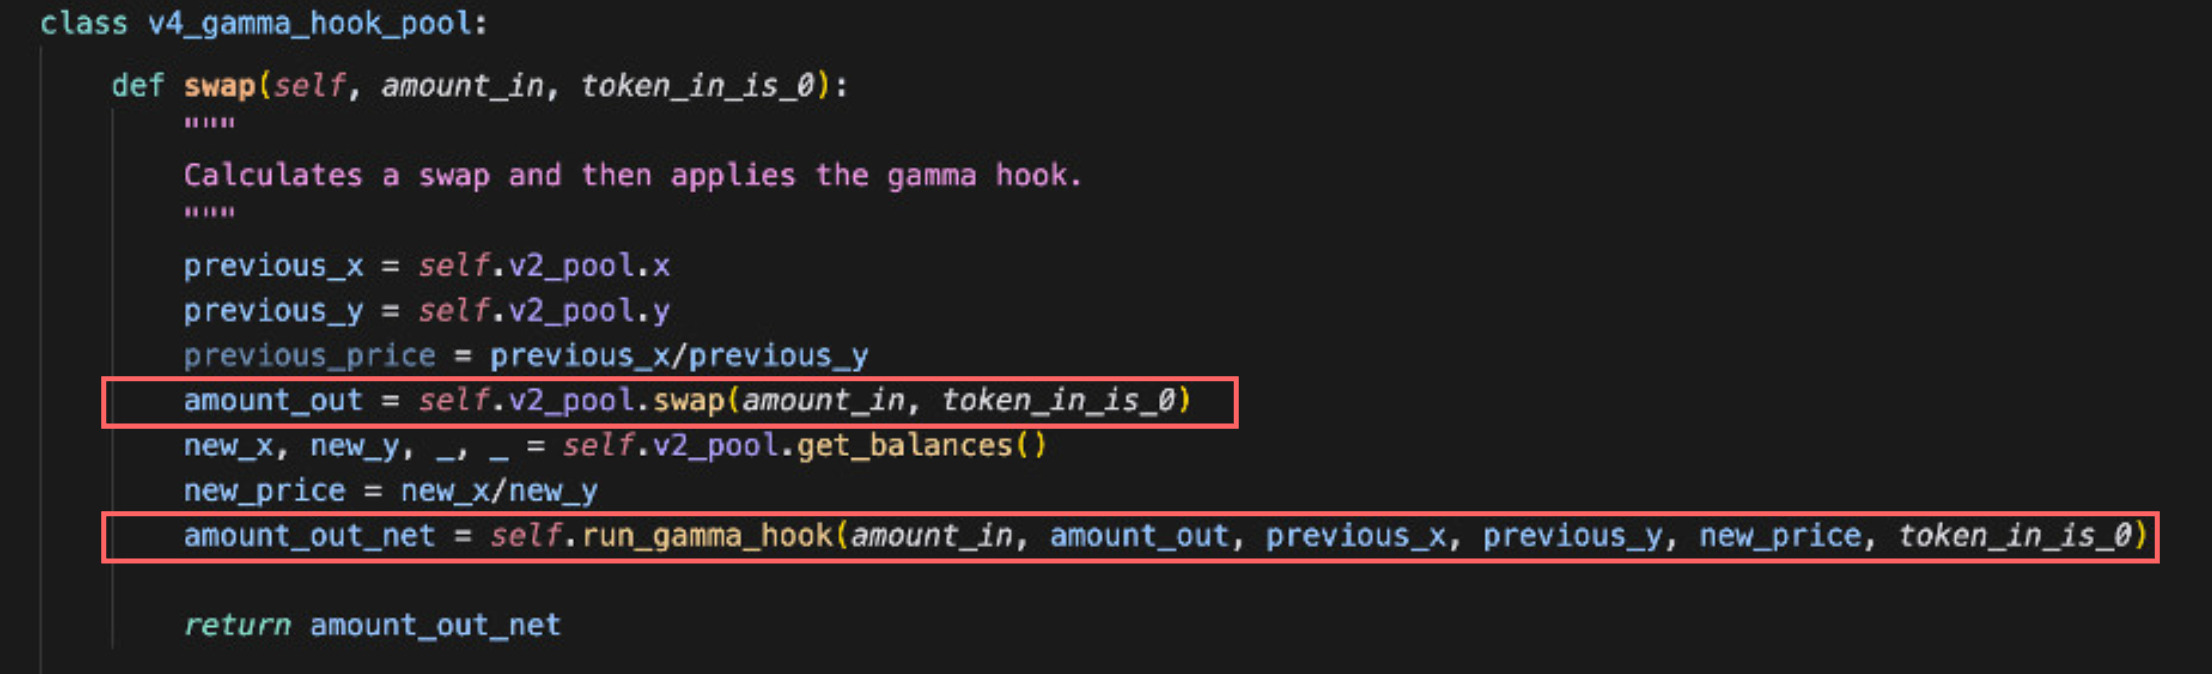 class v4_gamma_hook_pool:
def swap(self, amount_in, token_in_is_0):
"""
Calculates a swap and then applies the gamma hook.
"""
previous_x = self.v2_pool.x
previous_y = self.v2_pool.y
previous_price = previous_x/previous_y
amount_out = self.v2_pool.swap(amount_in, token_in_is_0)
new_x, new_y, _, _ = self.v2_pool.get_balances()
new_price = new_x/new_y
amount_out_net = self.run_gamma_hook(amount_in, amount_out, previous_x, previous_y, new_price, token_in_is_0)
return amount_out_net